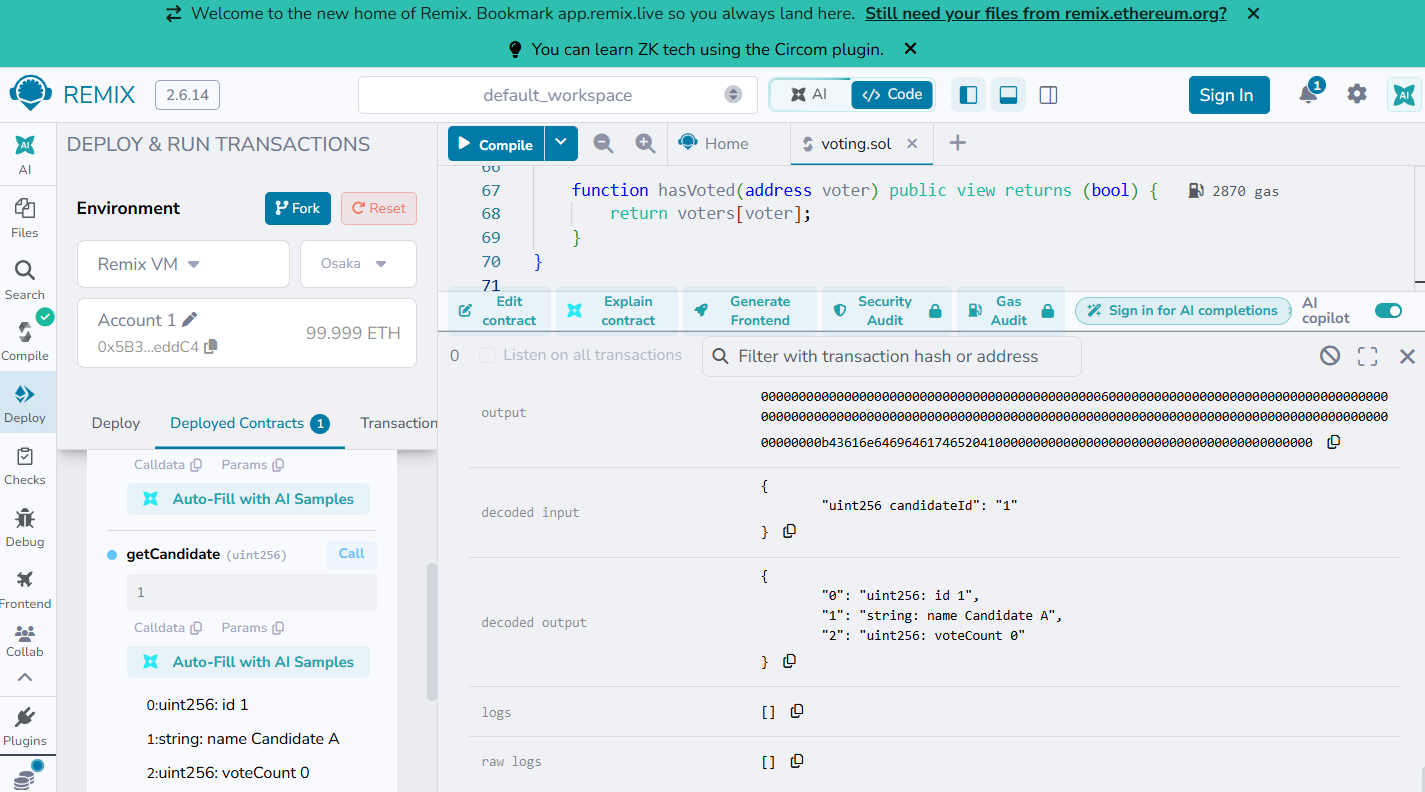 Welcome to the new home of Remix. Bookmark app.remix.live so you always land here. Still need your files from remix.ethereum.org?
You can learn ZK tech using the Circom plugin.
REMIX 2.6.14 default_workspace AI Code Sign In 1 AI
AI
Files
Search
Compile
Deploy
Checks
Debug
Frontend
Collab
Plugins
DEPLOY & RUN TRANSACTIONS
Environment Fork Reset
Remix VM Osaka
Account 1
0x5B3...eddC4 99.999 ETH
Deploy Deployed Contracts 1 Transaction
Calldata Params
Auto-Fill with AI Samples
getCandidate (uint256) Call
1
Calldata Params
Auto-Fill with AI Samples
0:uint256: id 1
1:string: name Candidate A
2:uint256: voteCount 0
Compile Home voting.sol
66
67 function hasVoted(address voter) public view returns (bool) { 2870 gas
68 return voters[voter];
69 }
70 }
71
Edit contract Explain contract Generate Frontend Security Audit Gas Audit Sign in for AI completions AI copilot
0 Listen on all transactions Filter with transaction hash or address
output
decoded input
{
"uint256 candidateId": "1"
}
decoded output
{
"0": "uint256: id 1",
"1": "string: name Candidate A",
"2": "uint256: voteCount 0"
}
logs []
raw logs []